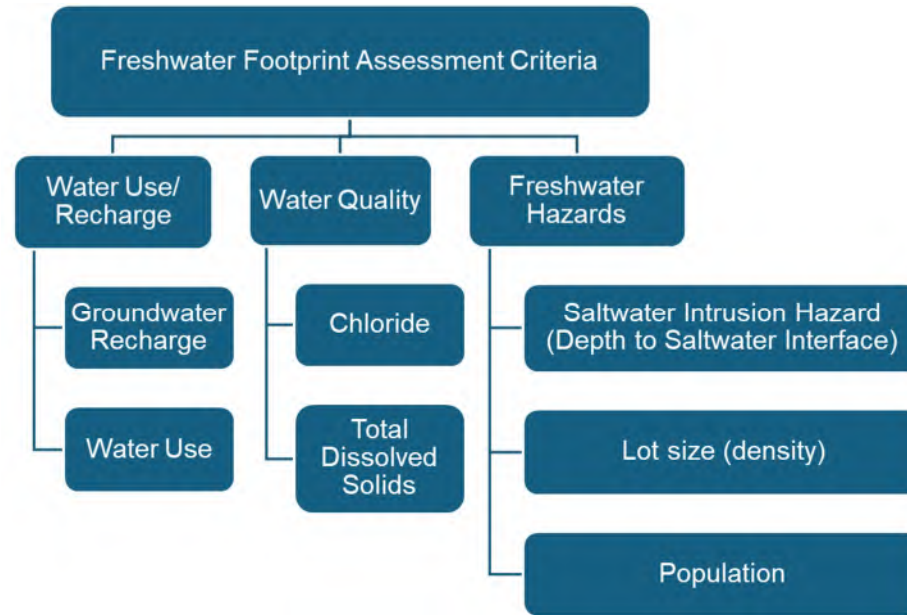 Freshwater Footprint Assessment Criteria
Water Use/
Recharge
Groundwater
Recharge
Water Use
Water Quality
Chloride
Total
Dissolved
Solids
Freshwater
Hazards
Saltwater Intrusion Hazard
(Depth to Saltwater Interface)
Lot size (density)
Population